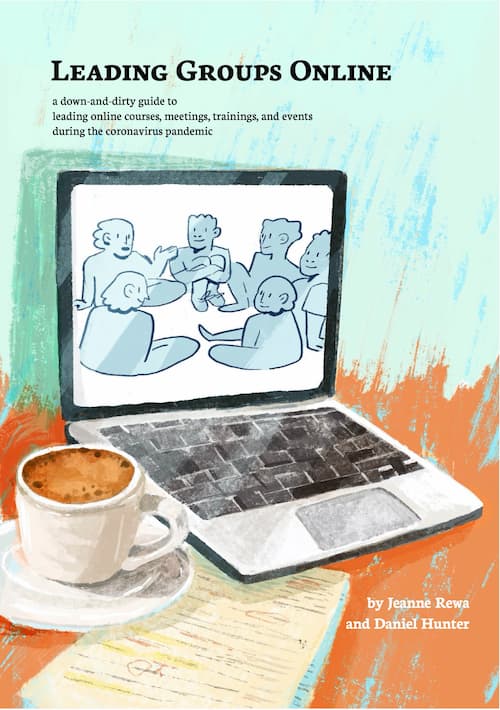 Leading Groups Online
a down-and-dirty guide to
leading online courses, meetings, trainings, and events
during the coronavirus pandemic
by Jeanne Rewa
and Daniel Hunter